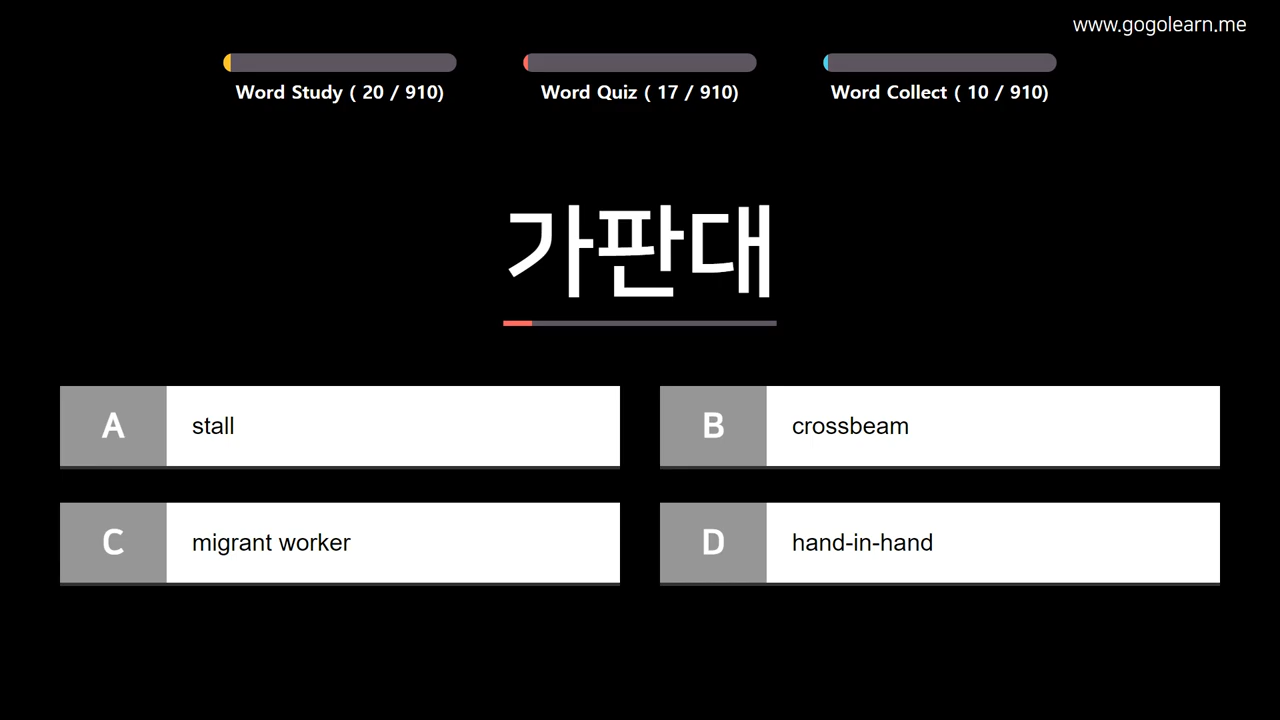 www.gogolearn.me
Word Study ( 20 / 910)
Word Quiz ( 17 / 910)
Word Collect ( 10 / 910)
가판대
A stall
B crossbeam
C migrant worker
D hand-in-hand